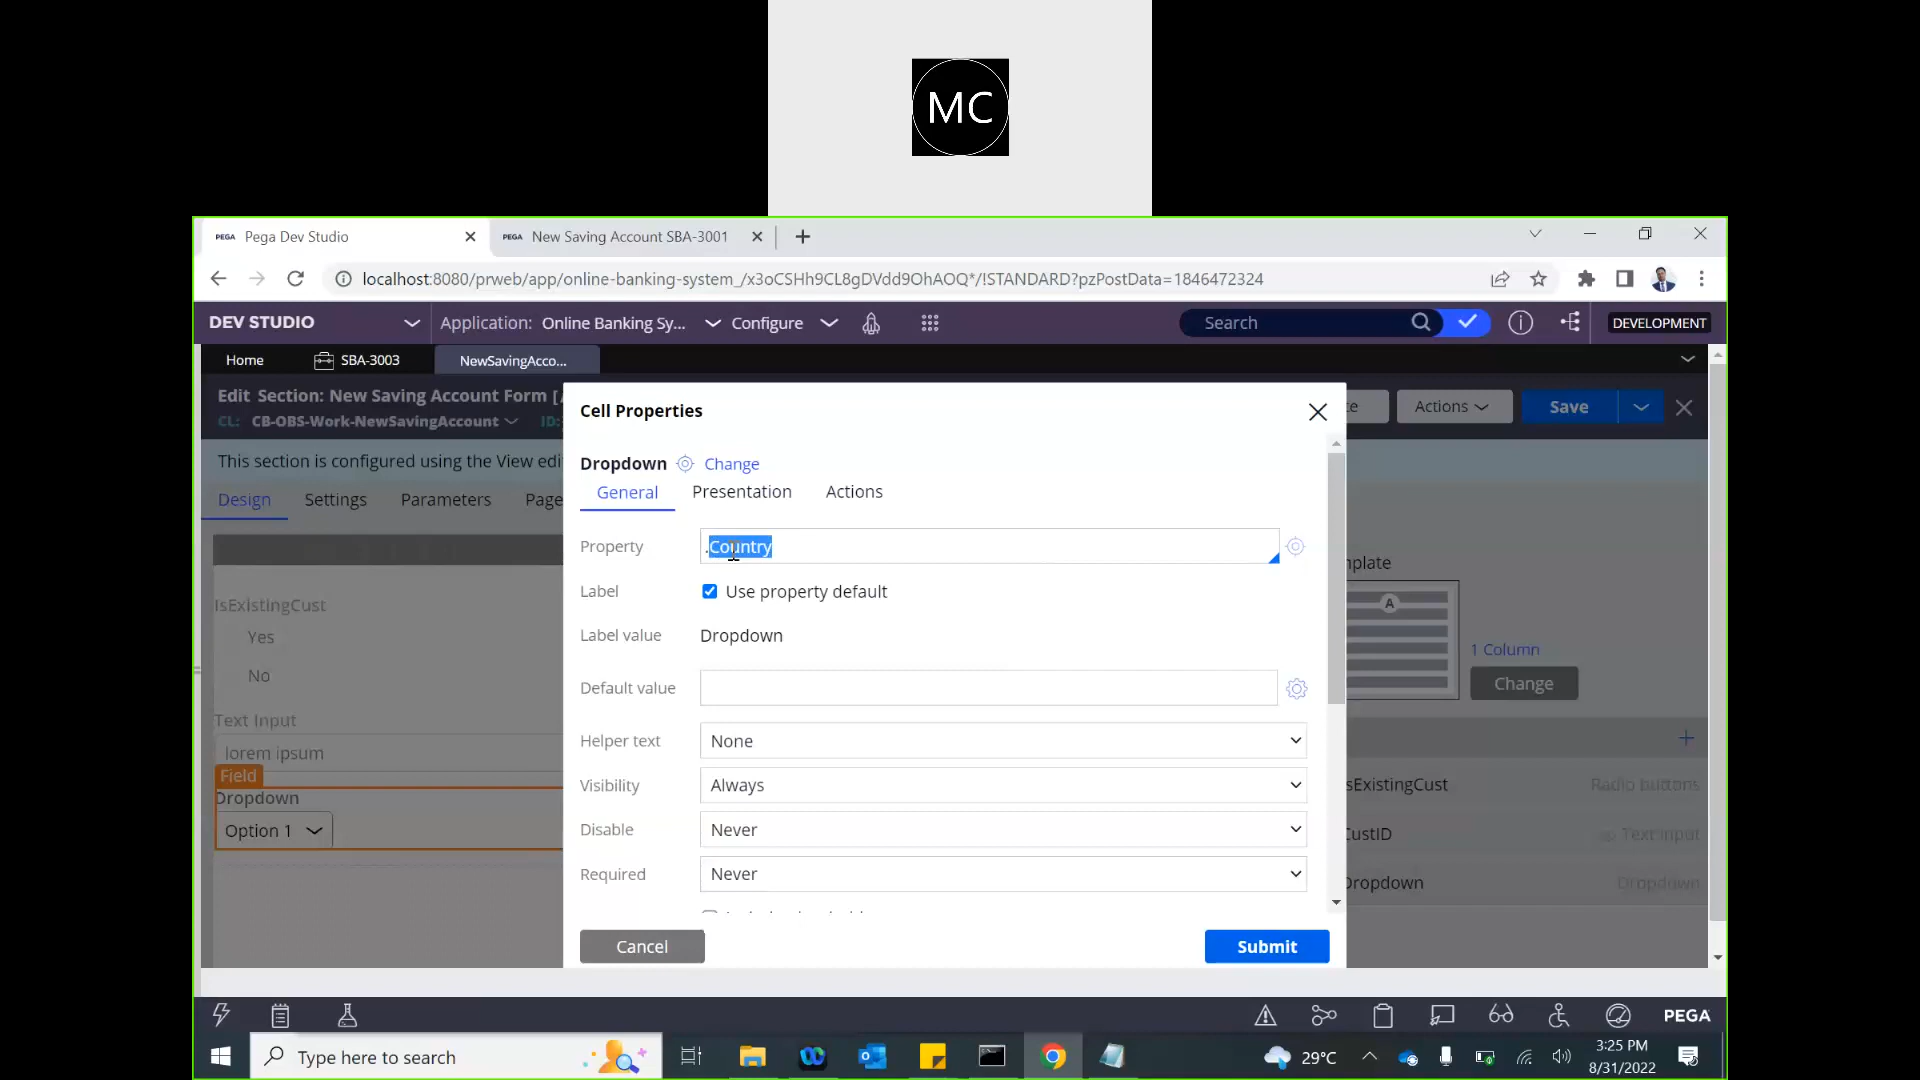 MC
PEGA Pega Dev Studio
PEGA New Saving Account SBA-3001
localhost:8080/prweb/app/online-banking-system_/x3oCSHh9CL8gDVdd9OhAOQ*/!STANDARD?pzPostData=1846472324
DEV STUDIO
Application: Online Banking Sy...
Configure
Search
DEVELOPMENT
Home
SBA-3003
NewSavingAcco...
Edit Section: New Saving Account Form [
Actions
Save
CL: CB-OBS-Work-NewSavingAccount
ID:
This section is configured using the View edi
Design
Settings
Parameters
Page
IsExistingCust
Yes
No
Text Input
lorem ipsum
Field
Dropdown
Option 1
Cell Properties
Dropdown
Change
General
Presentation
Actions
Property
.Country
Label
Use property default
Label value
Dropdown
Default value
Helper text
None
Visibility
Always
Disable
Never
Required
Never
Cancel
Submit
mplate
A
1 Column
Change
sExistingCust
Radio buttons
CustID
Text input
Dropdown
Dropdown
PEGA
Type here to search
29°C
3:25 PM
8/31/2022